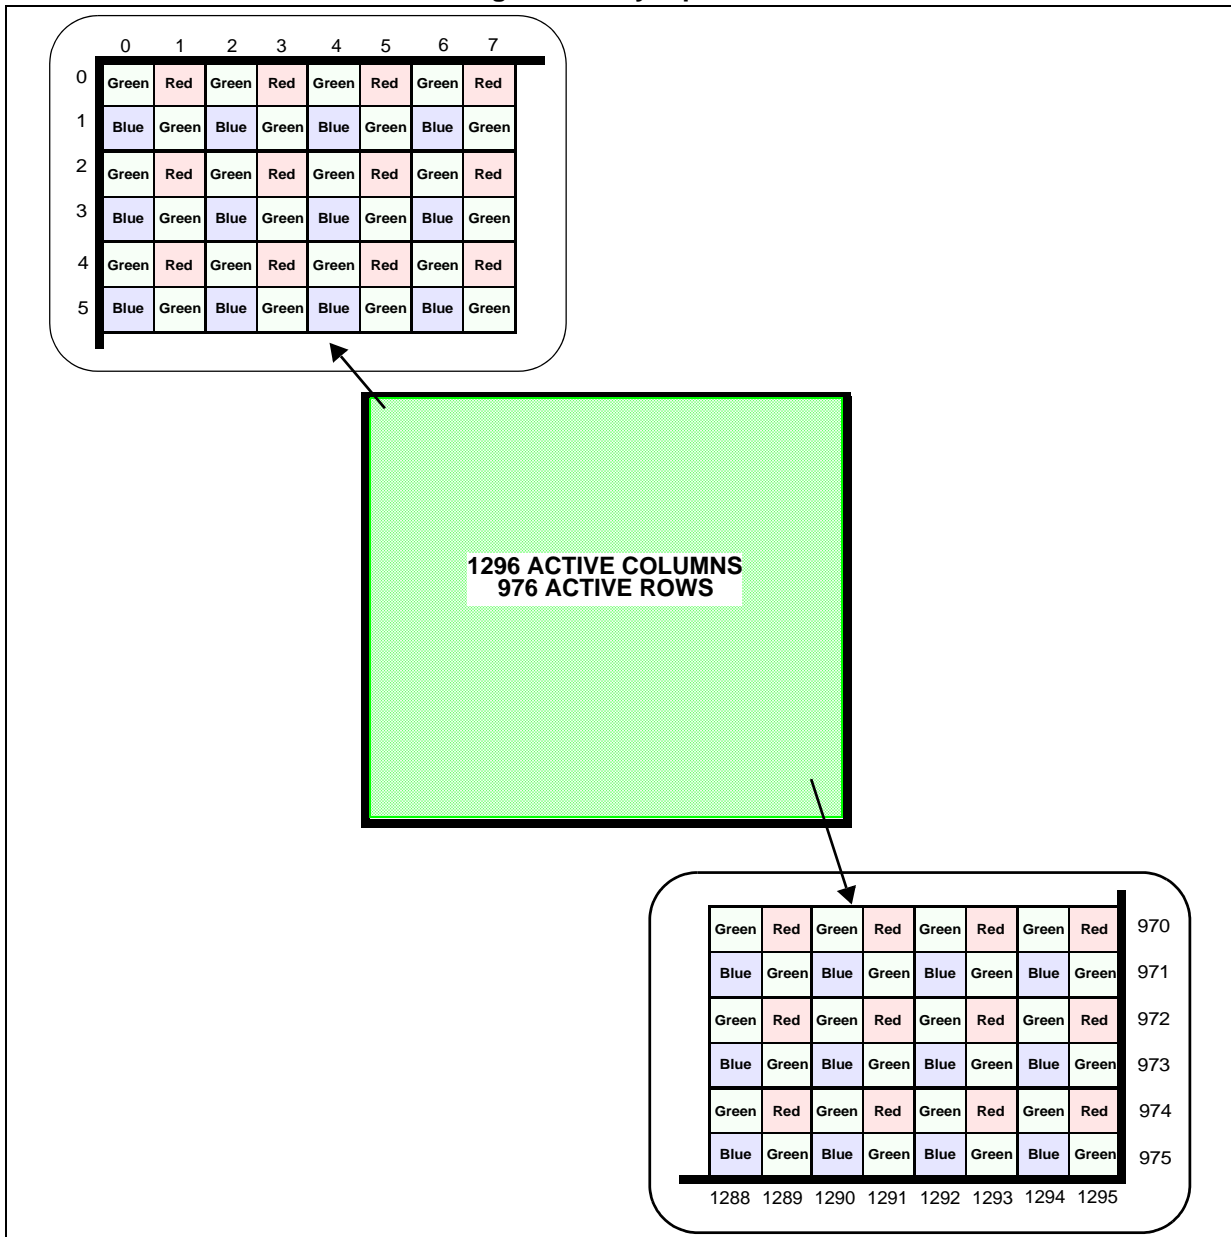 0 1 2 3 4 5 6 7
0 Green Red Green Red Green Red Green Red
1 Blue Green Blue Green Blue Green Blue Green
2 Green Red Green Red Green Red Green Red
3 Blue Green Blue Green Blue Green Blue Green
4 Green Red Green Red Green Red Green Red
5 Blue Green Blue Green Blue Green Blue Green
1296 ACTIVE COLUMNS
976 ACTIVE ROWS
Green Red Green Red Green Red Green Red 970
Blue Green Blue Green Blue Green Blue Green 971
Green Red Green Red Green Red Green Red 972
Blue Green Blue Green Blue Green Blue Green 973
Green Red Green Red Green Red Green Red 974
Blue Green Blue Green Blue Green Blue Green 975
1288 1289 1290 1291 1292 1293 1294 1295